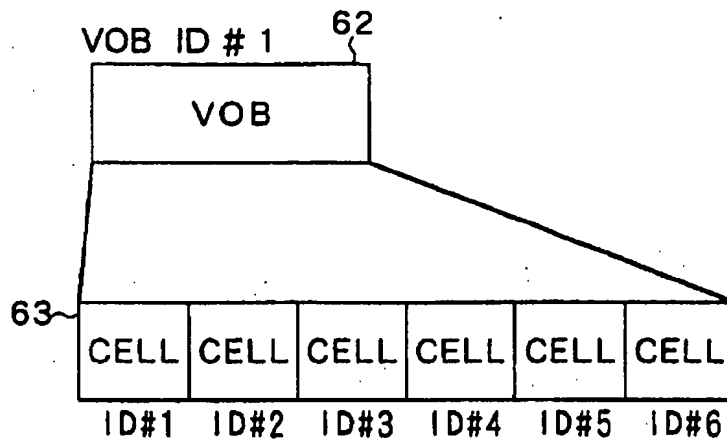 VOB ID # 1 62
VOB
63
CELL CELL CELL CELL CELL CELL
ID#1 ID#2 ID#3 ID#4 ID#5 ID#6